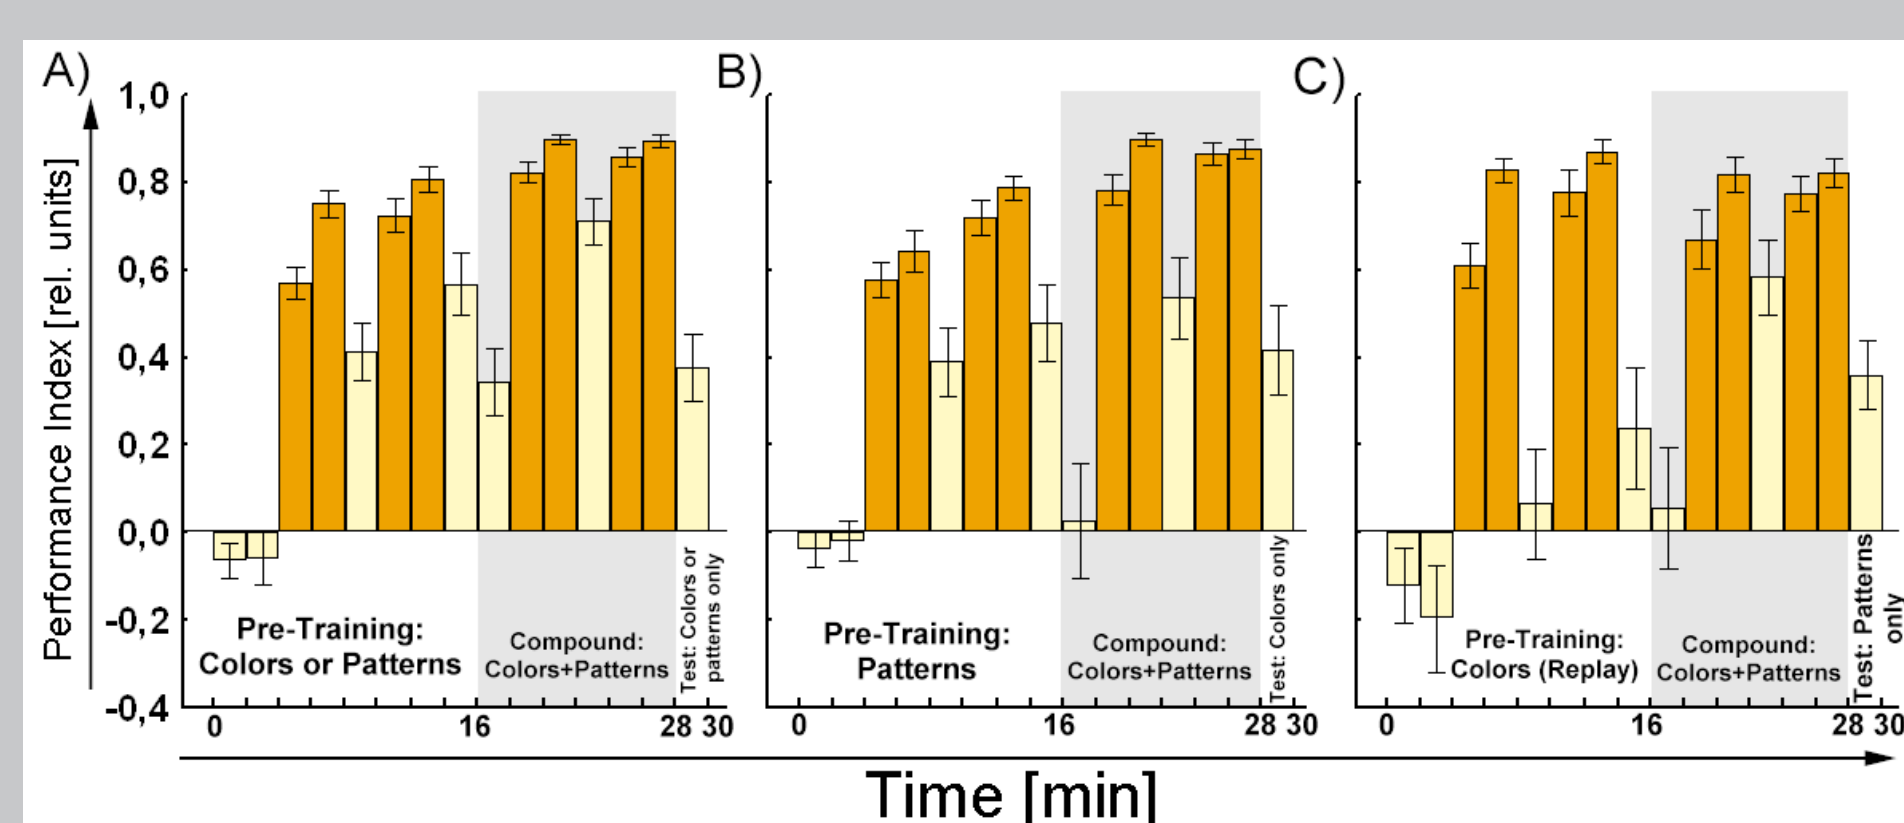 A)
B)
C)
Performance Index [rel. units]
1,0
0,8
0,6
0,4
0,2
0,0
-0,2
-0,4
Pre-Training:
Colors or Patterns
Compound:
Colors+Patterns
Test: Colors or
patterns only
0 16 28 30
Pre-Training:
Patterns
Compound:
Colors+Patterns
Test: Colors only
0 16 28 30
Pre-Training:
Colors (Replay)
Compound:
Colors+Patterns
Test: Patterns
only
0 16 28 30
Time [min]